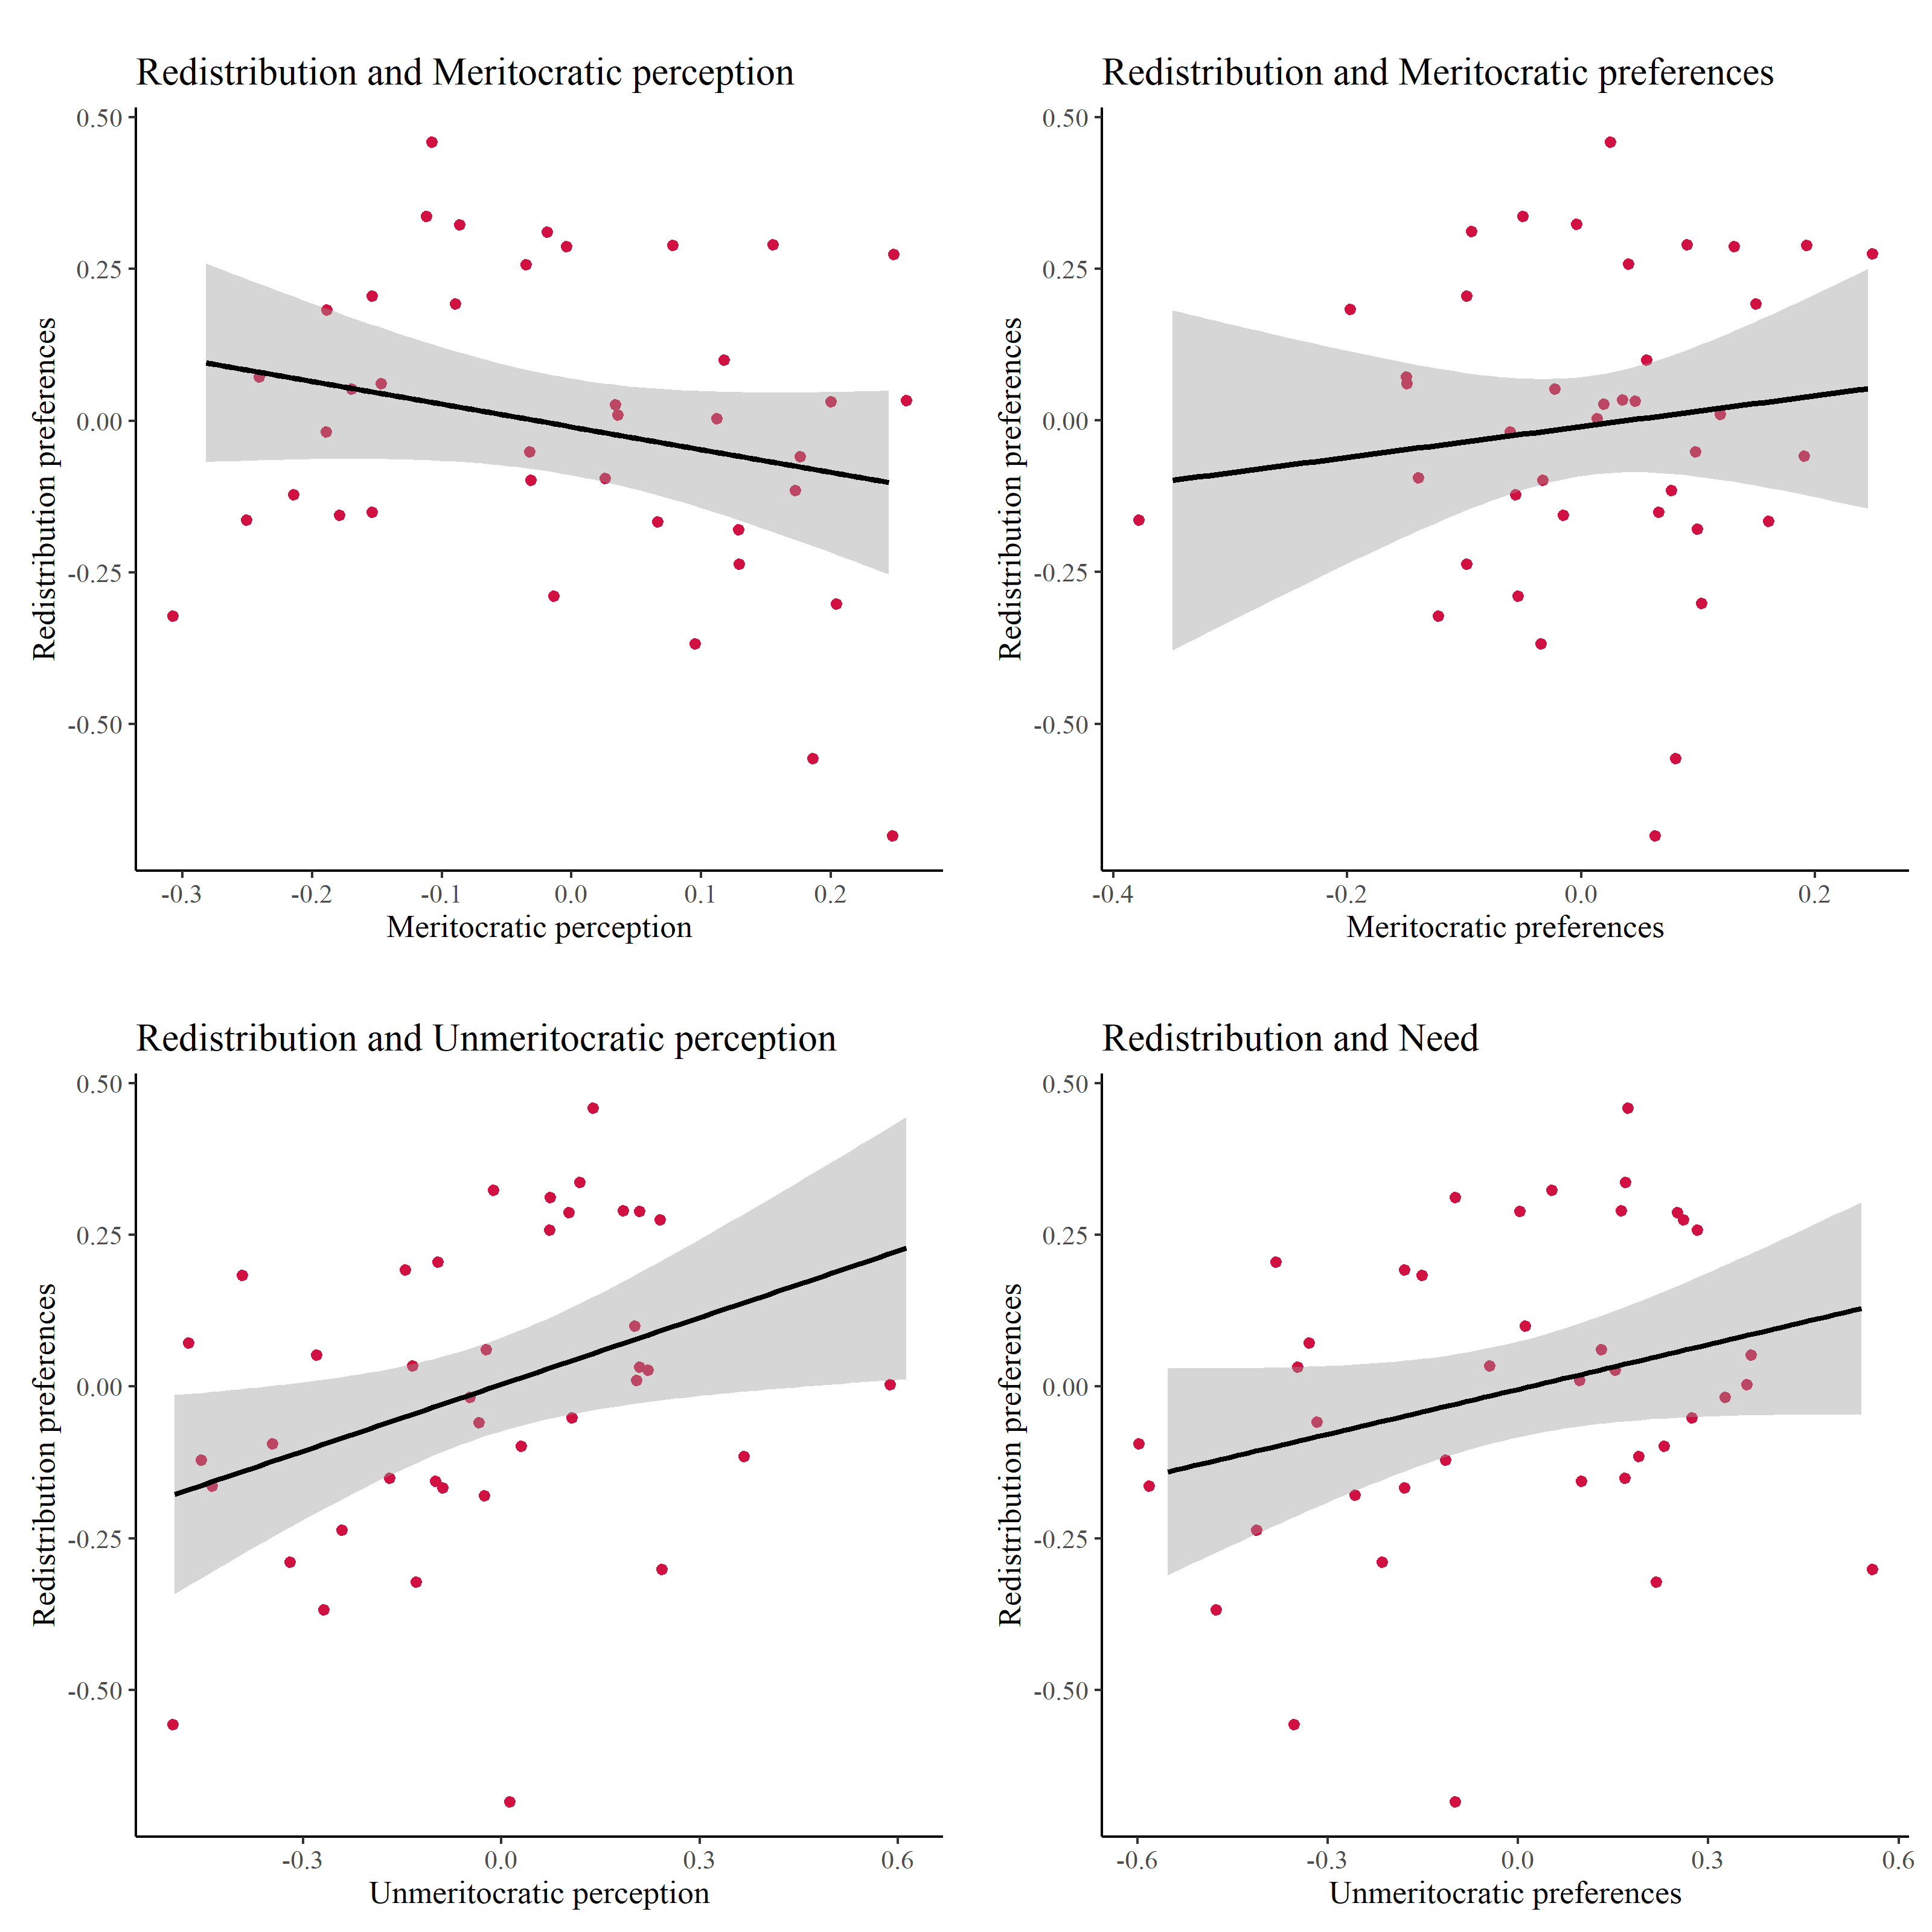 Redistribution and Meritocratic perception
Redistribution preferences
0.50
0.25
0.00
-0.25
-0.50
-0.3 -0.2 -0.1 0.0 0.1 0.2
Meritocratic perception
Redistribution and Meritocratic preferences
Redistribution preferences
0.50
0.25
0.00
-0.25
-0.50
-0.4 -0.2 0.0 0.2
Meritocratic preferences
Redistribution and Unmeritocratic perception
Redistribution preferences
0.50
0.25
0.00
-0.25
-0.50
-0.3 0.0 0.3 0.6
Unmeritocratic perception
Redistribution and Need
Redistribution preferences
0.50
0.25
0.00
-0.25
-0.50
-0.6 -0.3 0.0 0.3 0.6
Unmeritocratic preferences